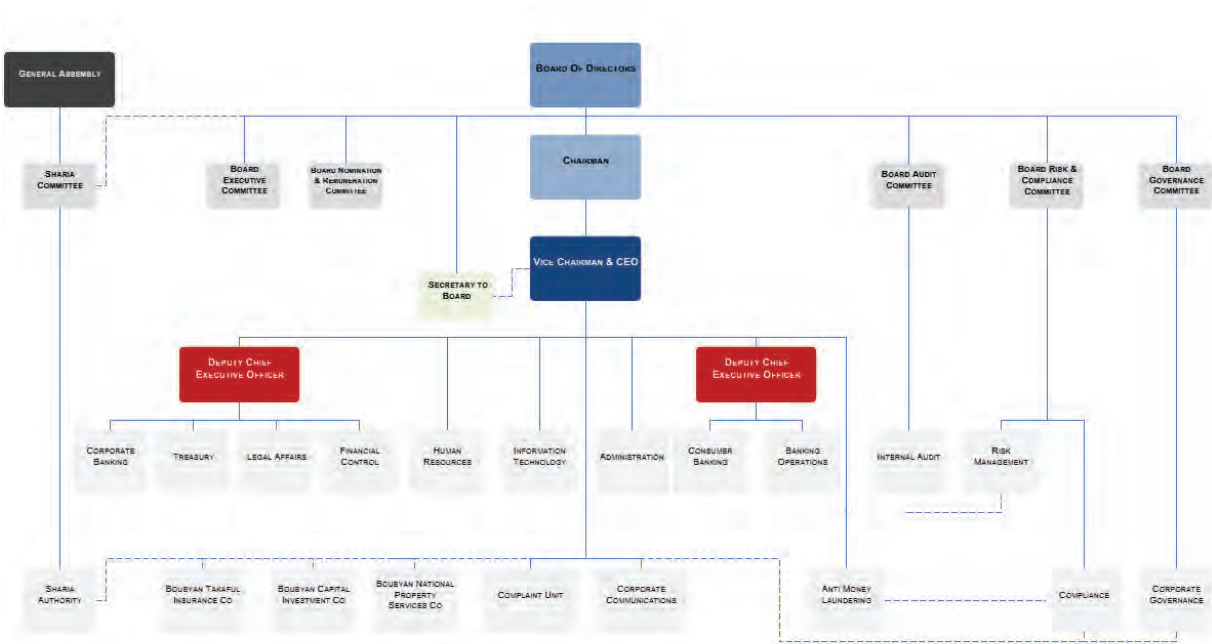 GENERAL ASSEMBLY
BOARD OF DIRECTORS
CHAIRMAN
SHARIA
COMMITTEE
BOARD
EXECUTIVE
COMMITTEE
BOARD NOMINATION
& REMUNERATION
COMMITTEE
BOARD AUDIT
COMMITTEE
BOARD RISK &
COMPLIANCE
COMMITTEE
BOARD
GOVERNANCE
COMMITTEE
VICE CHAIRMAN & CEO
SECRETARY TO
BOARD
DEPUTY CHIEF
EXECUTIVE OFFICER
DEPUTY CHIEF
EXECUTIVE OFFICER
CORPORATE
BANKING
TREASURY
LEGAL AFFAIRS
FINANCIAL
CONTROL
HUMAN
RESOURCES
INFORMATION
TECHNOLOGY
ADMINISTRATION
CONSUMER
BANKING
BANKING
OPERATIONS
INTERNAL AUDIT
RISK
MANAGEMENT
SHARIA
AUTHORITY
BOUBYAN TAKAFUL
INSURANCE CO
BOUBYAN CAPITAL
INVESTMENT CO
BOUBYAN NATIONAL
PROPERTY
SERVICES CO
COMPLAINT UNIT
CORPORATE
COMMUNICATIONS
ANTI MONEY
LAUNDERING
COMPLIANCE
CORPORATE
GOVERNANCE